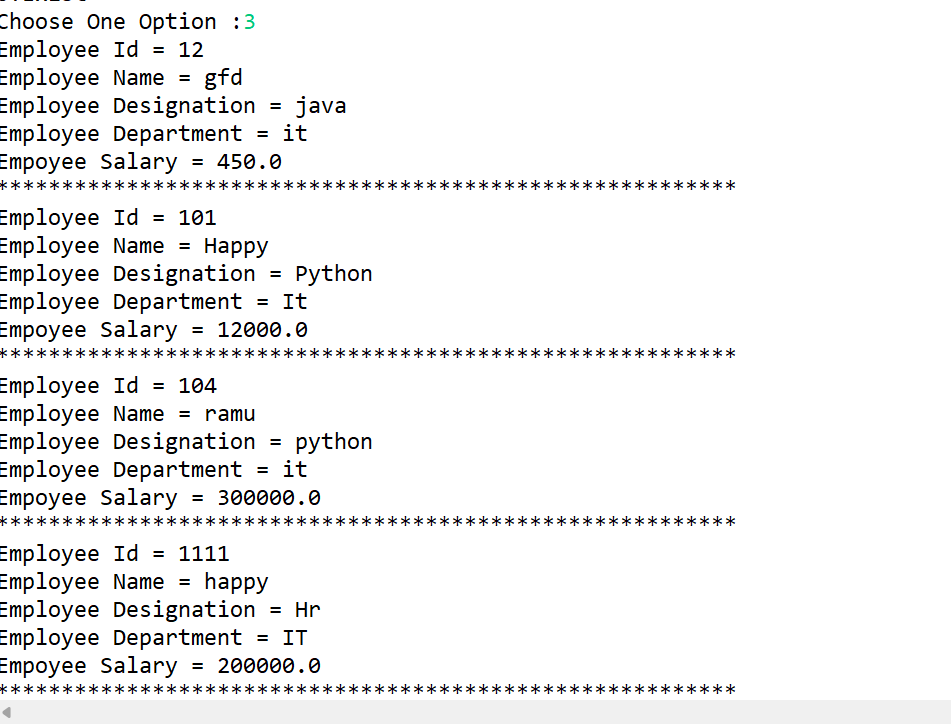 Choose One Option :3
Employee Id = 12
Employee Name = gfd
Employee Designation = java
Employee Department = it
Empoyee Salary = 450.0
*********************************************************
Employee Id = 101
Employee Name = Happy
Employee Designation = Python
Employee Department = It
Empoyee Salary = 12000.0
*********************************************************
Employee Id = 104
Employee Name = ramu
Employee Designation = python
Employee Department = it
Empoyee Salary = 300000.0
*********************************************************
Employee Id = 1111
Employee Name = happy
Employee Designation = Hr
Employee Department = IT
Empoyee Salary = 200000.0
*********************************************************